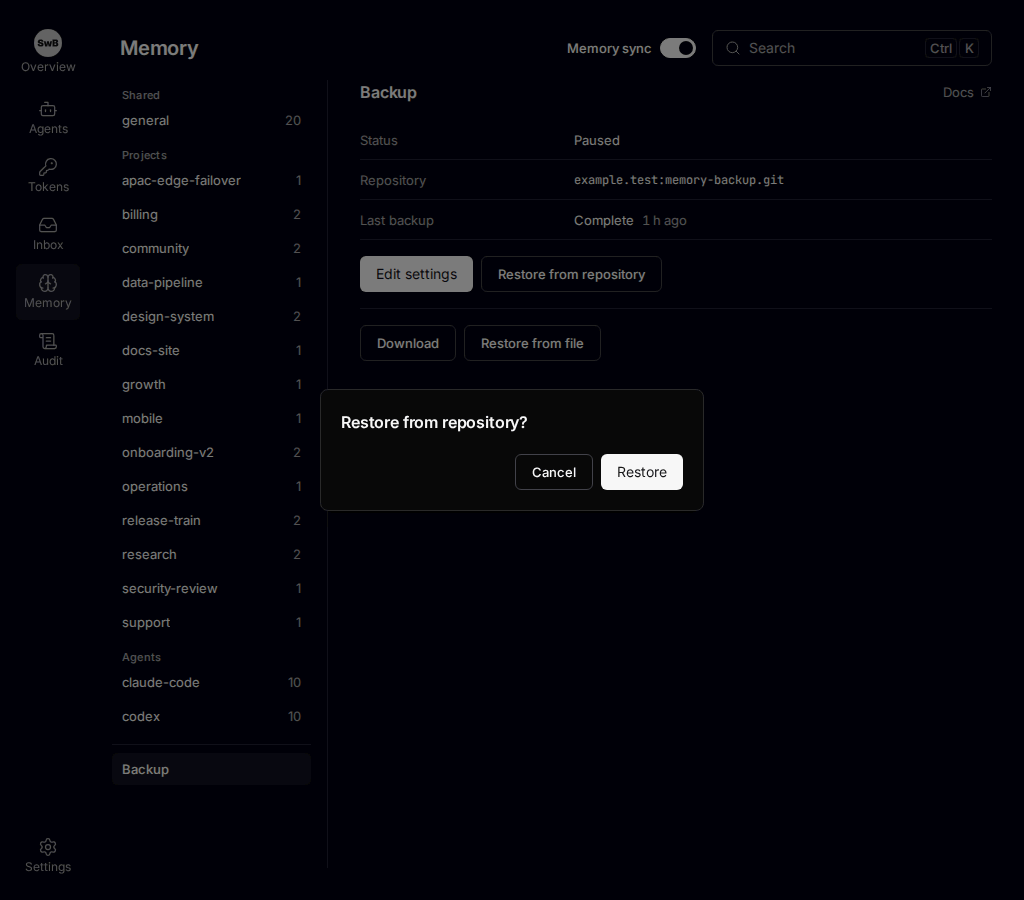 SwB
Overview
Agents
Tokens
Inbox
Memory
Audit
Settings
Memory
Memory sync
Search
Ctrl K
Shared
general 20
Projects
apac-edge-failover 1
billing 2
community 2
data-pipeline 1
design-system 2
docs-site 1
growth 1
mobile 1
onboarding-v2 2
operations 1
release-train 2
research 2
security-review 1
support 1
Agents
claude-code 10
codex 10
Backup
Backup
Docs
Status Paused
Repository example.test:memory-backup.git
Last backup Complete 1 h ago
Edit settings Restore from repository
Download Restore from file
Restore from repository?
Cancel Restore